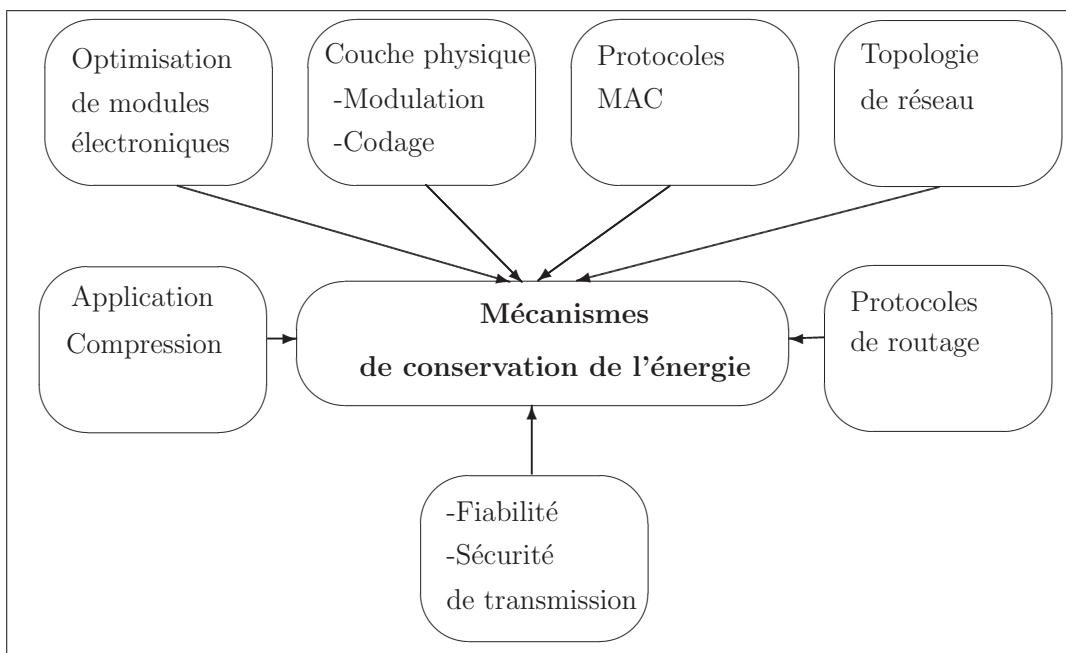 Optimisation
de modules
électroniques
Couche physique
-Modulation
-Codage
Protocoles
MAC
Topologie
de réseau
Application
Compression
Mécanismes
de conservation de l'énergie
Protocoles
de routage
-Fiabilité
-Sécurité
de transmission